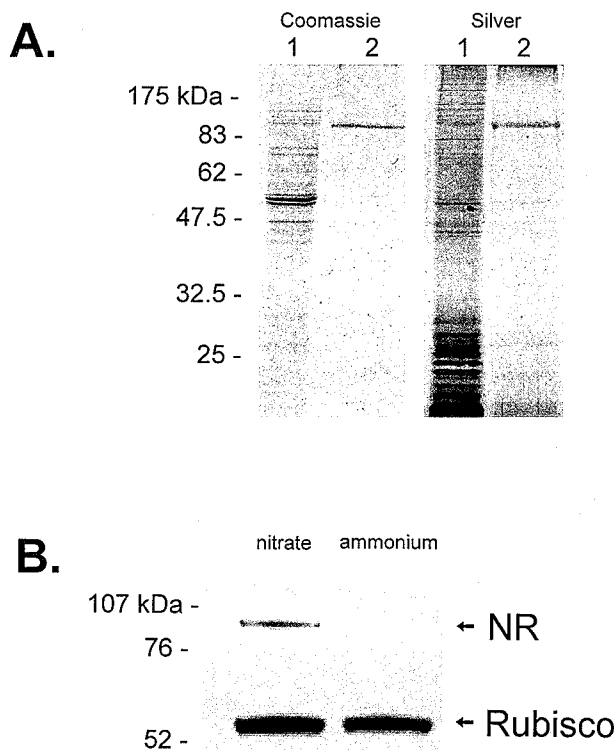 Coomassie Silver
A. 1 2 1 2
175 kDa -
83 -
62 -
47.5 -
32.5 -
25 -
B. nitrate ammonium
107 kDa -
← NR
76 -
← Rubisco
52 -